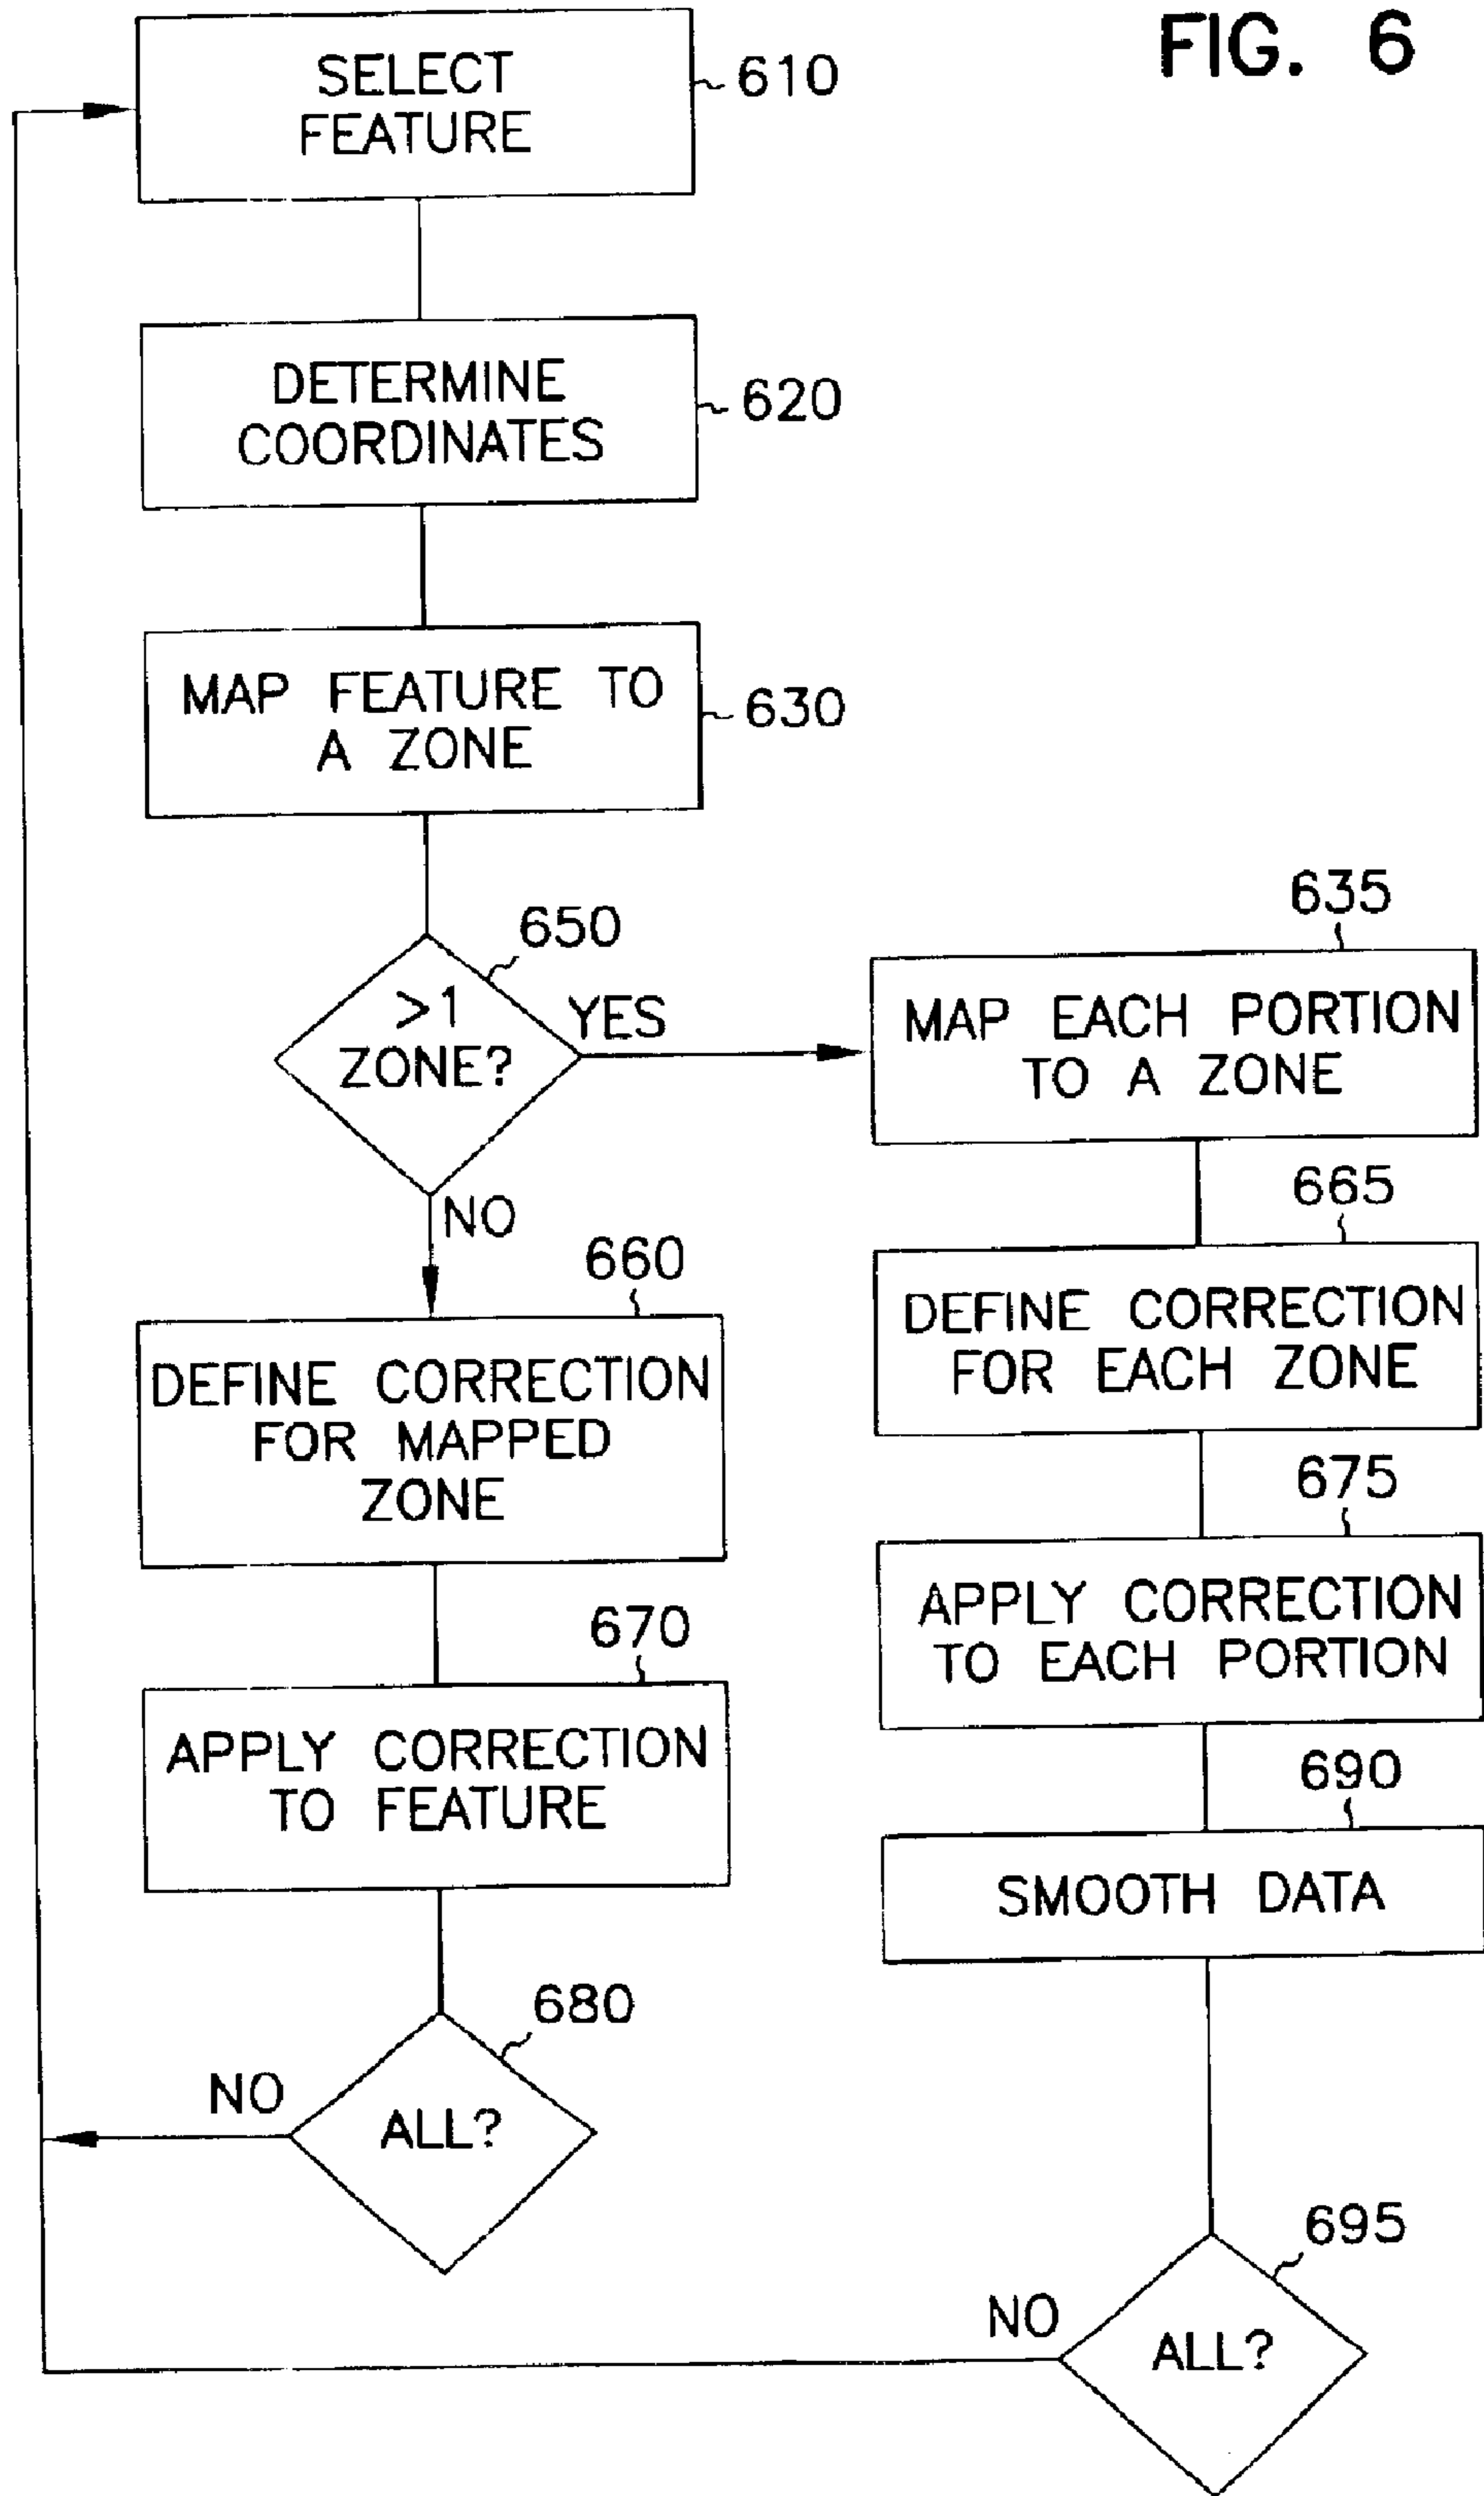 FIG. 6
SELECT
FEATURE
610
DETERMINE
COORDINATES
620
MAP FEATURE TO
A ZONE
630
650
>1
ZONE?
YES
NO
635
MAP EACH PORTION
TO A ZONE
665
DEFINE CORRECTION
FOR EACH ZONE
660
DEFINE CORRECTION
FOR MAPPED
ZONE
675
APPLY CORRECTION
TO EACH PORTION
670
APPLY CORRECTION
TO FEATURE
690
SMOOTH DATA
680
ALL?
NO
695
ALL?
NO